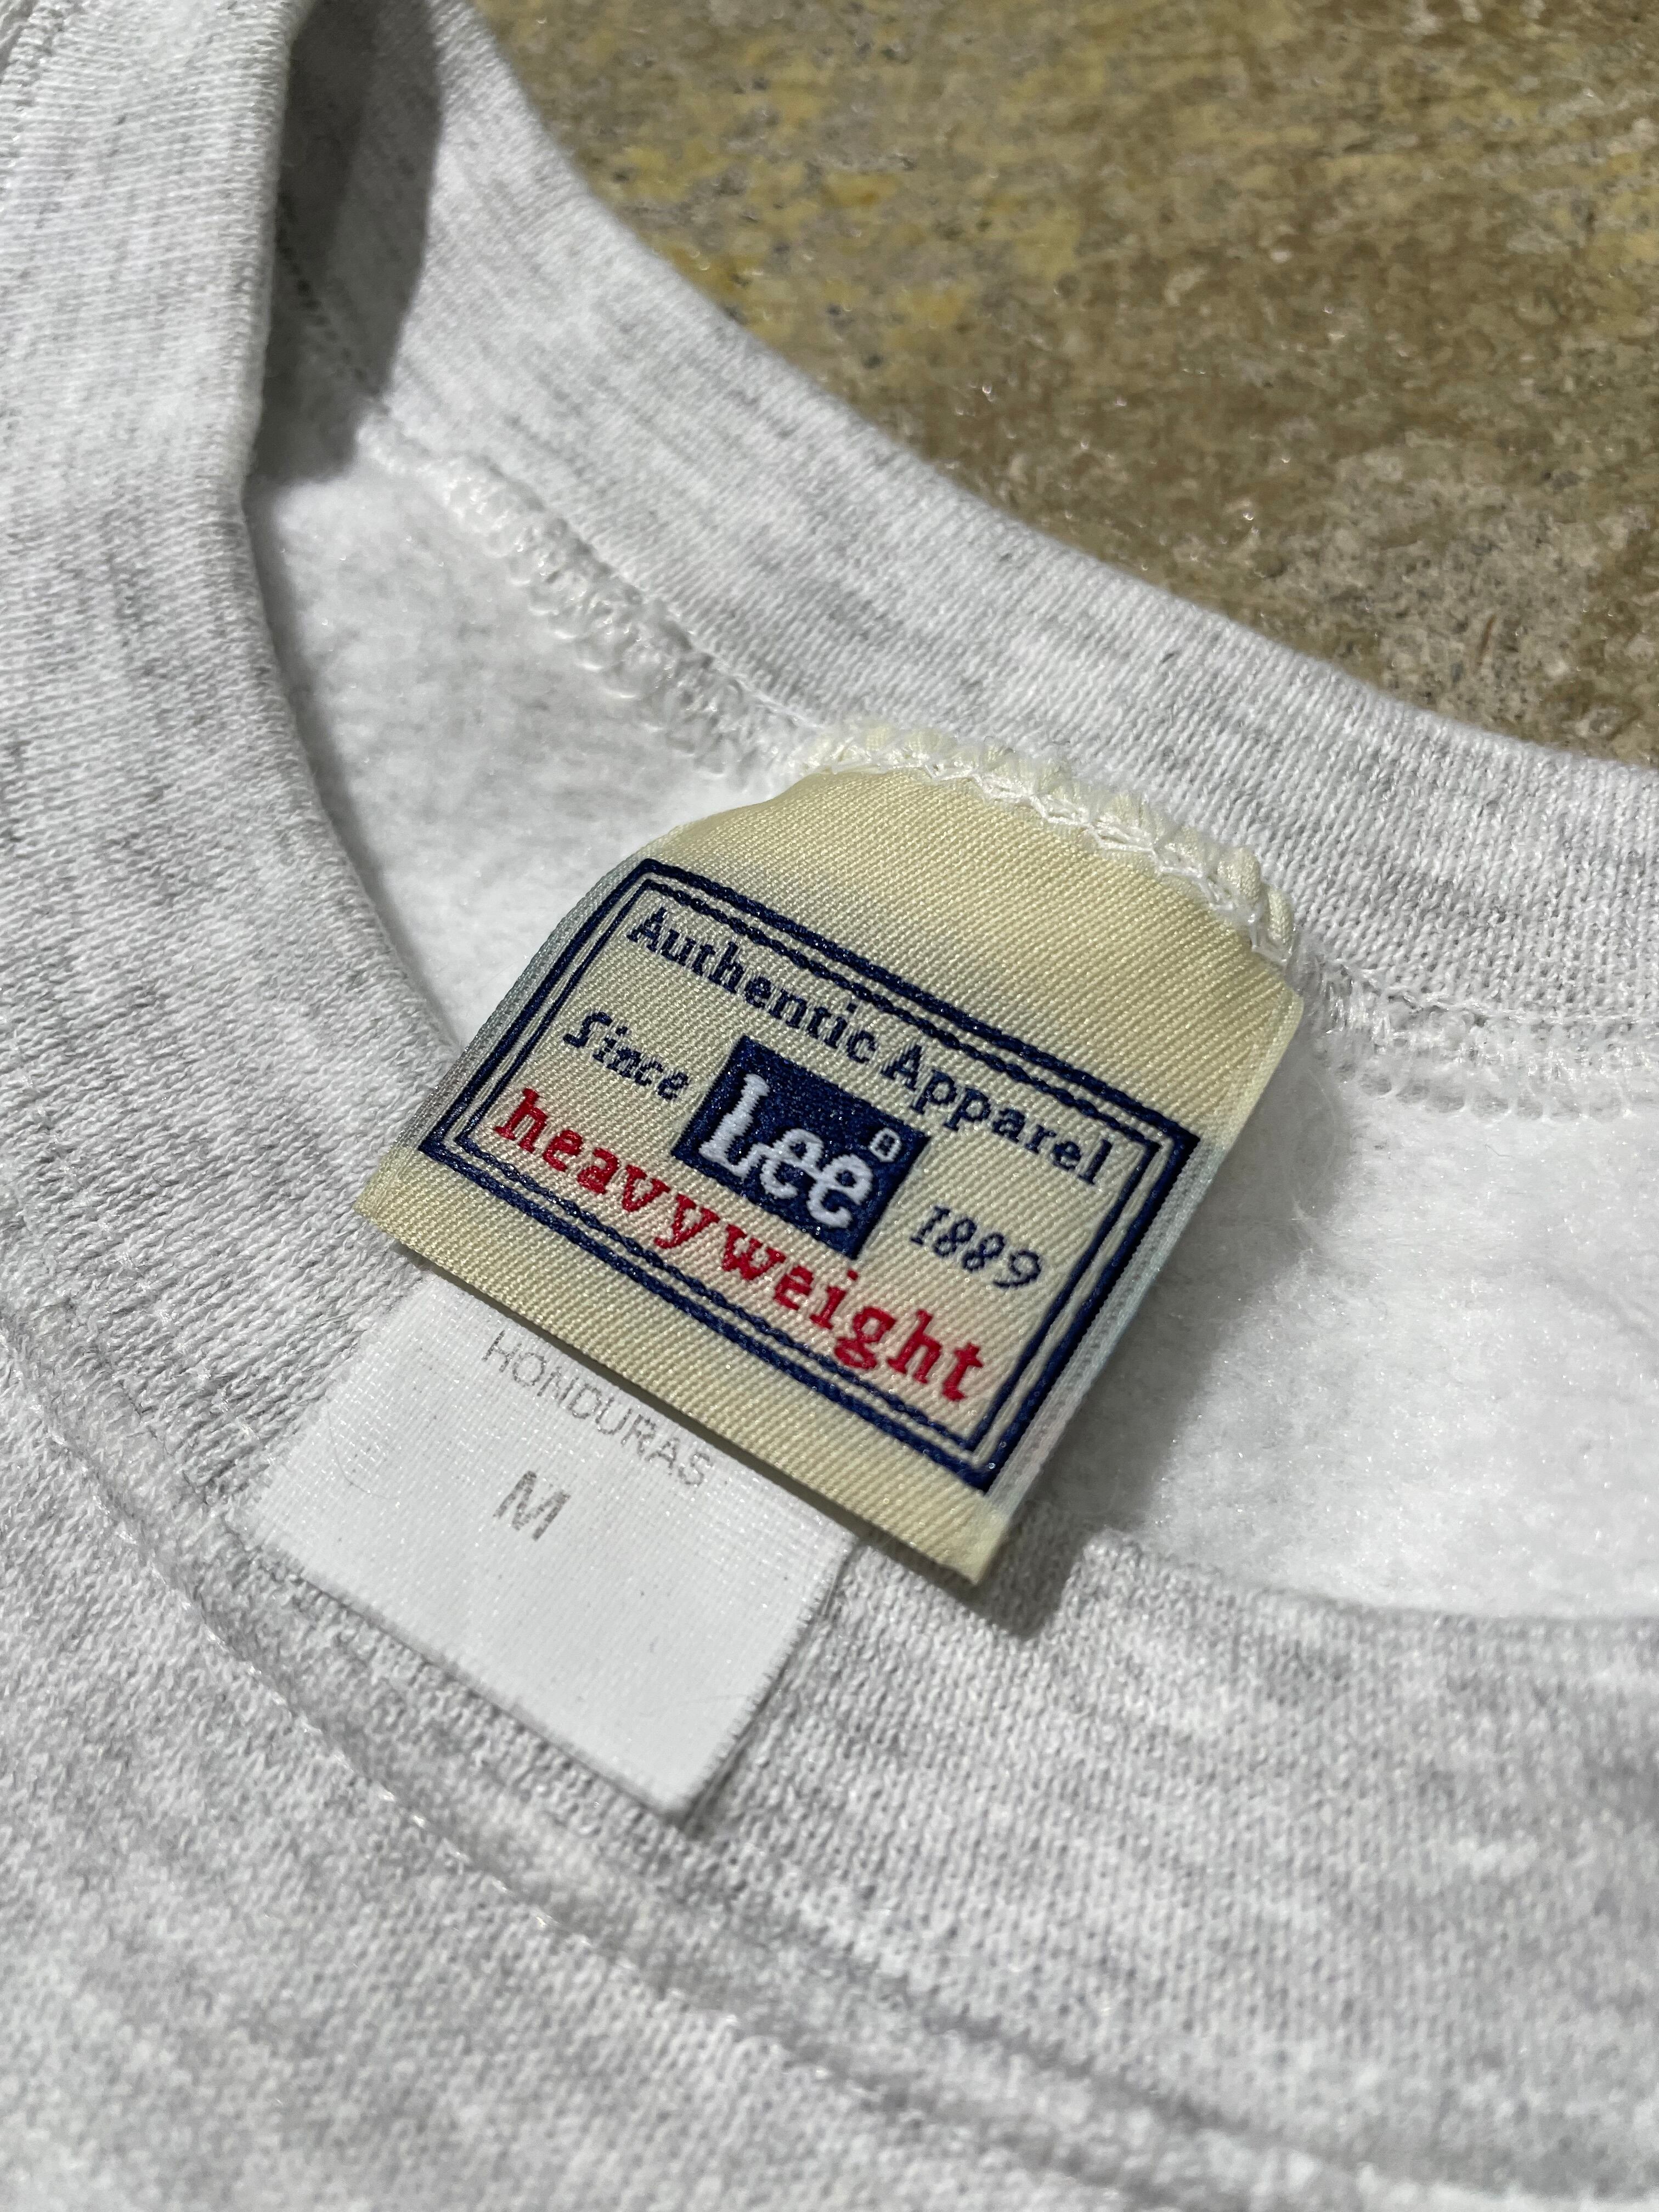 Authentic Apparel
Since Lee® 1889
heavyweight
HONDURAS
M